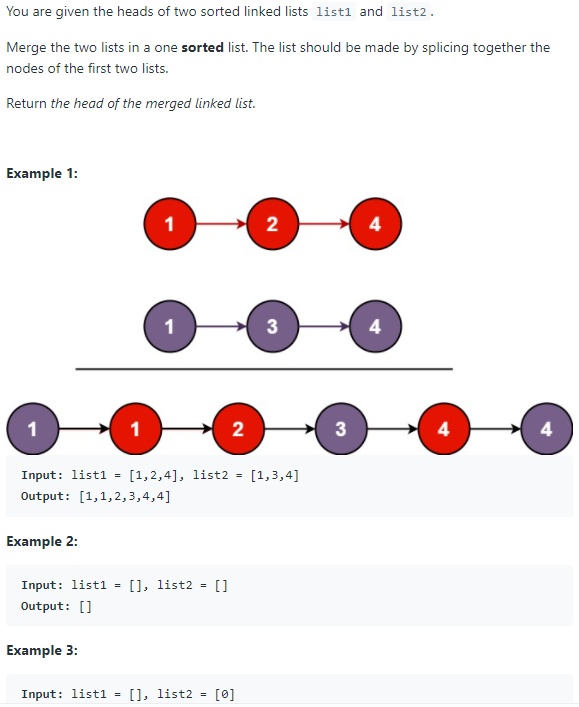 You are given the heads of two sorted linked lists list1 and list2.
Merge the two lists in a one sorted list. The list should be made by splicing together the
nodes of the first two lists.
Return the head of the merged linked list.
Example 1:
1 2 4
1 3 4
1 1 2 3 4 4
Input: list1 = [1,2,4], list2 = [1,3,4]
Output: [1,1,2,3,4,4]
Example 2:
Input: list1 = [], list2 = []
Output: []
Example 3:
Input: list1 = [], list2 = [0]